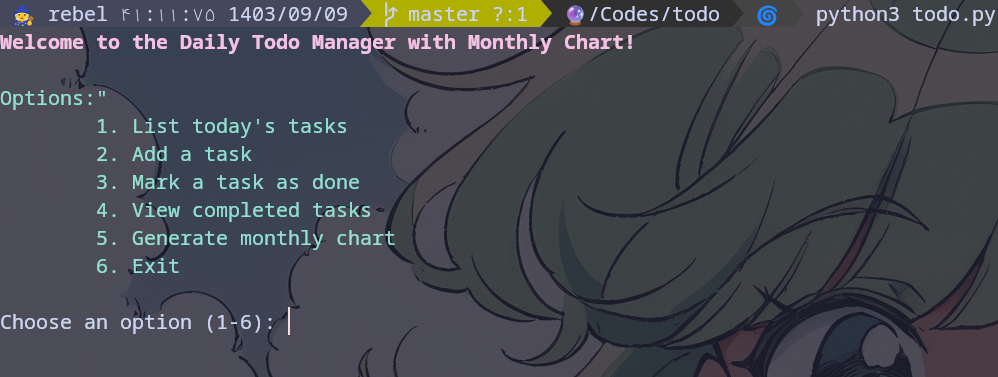 rebel ۴۱:۱۱:۷۵ 1403/09/09 master ?:1 /Codes/todo python3 todo.py
Welcome to the Daily Todo Manager with Monthly Chart!
Options:"
1. List today's tasks
2. Add a task
3. Mark a task as done
4. View completed tasks
5. Generate monthly chart
6. Exit
Choose an option (1-6):